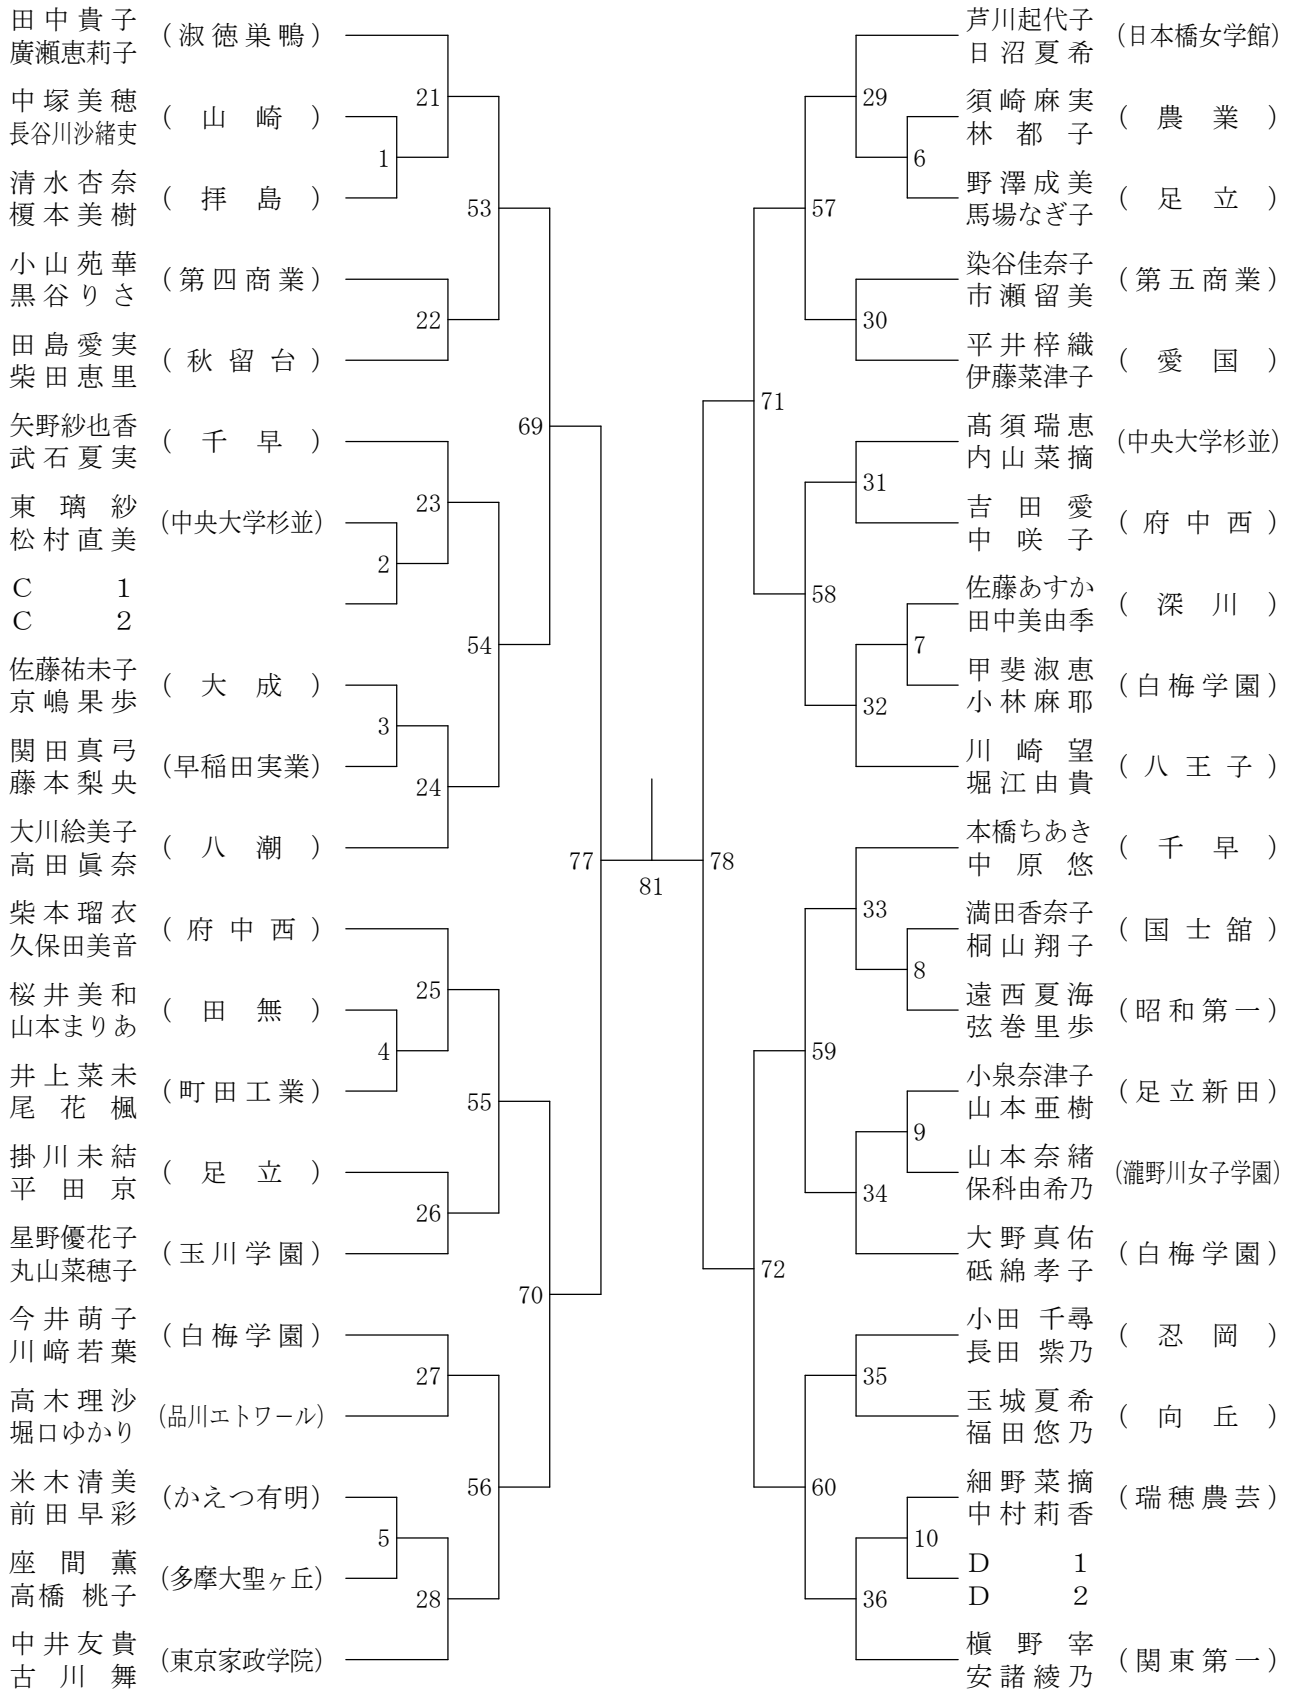 田中貴子
廣瀬恵莉子
(淑徳巣鴨)
中塚美穂
長谷川沙緒吏
(山崎)
清水杏奈
榎本美樹
(拝島)
小山苑華
黒谷りさ
(第四商業)
田島愛実
柴田恵里
(秋留台)
矢野紗也香
武石夏実
(千早)
東璃紗
松村直美
(中央大学杉並)
C 1
C 2
佐藤祐未子
京嶋果歩
(大成)
関田真弓
藤本梨央
(早稲田実業)
大川絵美子
高田眞奈
(八潮)
柴本瑠衣
久保田美音
(府中西)
桜井美和
山本まりあ
(田無)
井上菜未
尾花楓
(町田工業)
掛川未結
平田京
(足立)
星野優花子
丸山菜穂子
(玉川学園)
今井萌子
川﨑若葉
(白梅学園)
高木理沙
堀口ゆかり
(品川エトワール)
米木清美
前田早彩
(かえつ有明)
座間薫
高橋 桃子
(多摩大聖ヶ丘)
中井友貴
古川舞
(東京家政学院)
21
1
53
22
69
23
2
54
3
24
77
25
4
55
26
70
27
56
5
28
81
78
29
6
57
30
71
31
58
7
32
33
8
59
9
34
72
35
60
10
36
芦川起代子
日沼夏希
(日本橋女学館)
須崎麻実
林都子
(農業)
野澤成美
馬場なぎ子
(足立)
染谷佳奈子
市瀬留美
(第五商業)
平井梓織
伊藤菜津子
(愛国)
髙須瑞恵
内山菜摘
(中央大学杉並)
吉田愛
中咲子
(府中西)
佐藤あすか
田中美由季
(深川)
甲斐淑恵
小林麻耶
(白梅学園)
川崎望
堀江由貴
(八王子)
本橋ちあき
中原悠
(千早)
満田香奈子
桐山翔子
(国士舘)
遠西夏海
弦巻里歩
(昭和第一)
小泉奈津子
山本亜樹
(足立新田)
山本奈緒
保科由希乃
(瀧野川女子学園)
大野真佑
砥綿孝子
(白梅学園)
小田 千尋
長田 紫乃
(忍岡)
玉城夏希
福田悠乃
(向丘)
細野菜摘
中村莉香
(瑞穂農芸)
D 1
D 2
槇野宰
安諸綾乃
(関東第一)